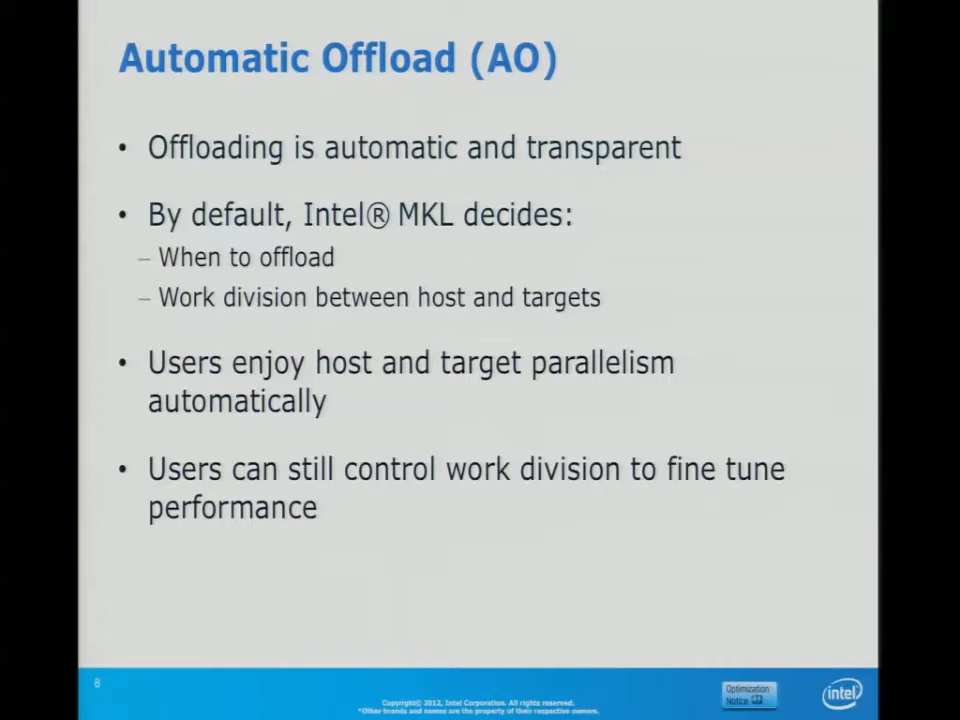 Automatic Offload (AO)
• Offloading is automatic and transparent
• By default, Intel® MKL decides:
– When to offload
– Work division between host and targets
• Users enjoy host and target parallelism
automatically
• Users can still control work division to fine tune
performance
8
Copyright© 2012, Intel Corporation. All rights reserved.
*Other brands and names are the property of their respective owners.
Optimization
Notice
intel